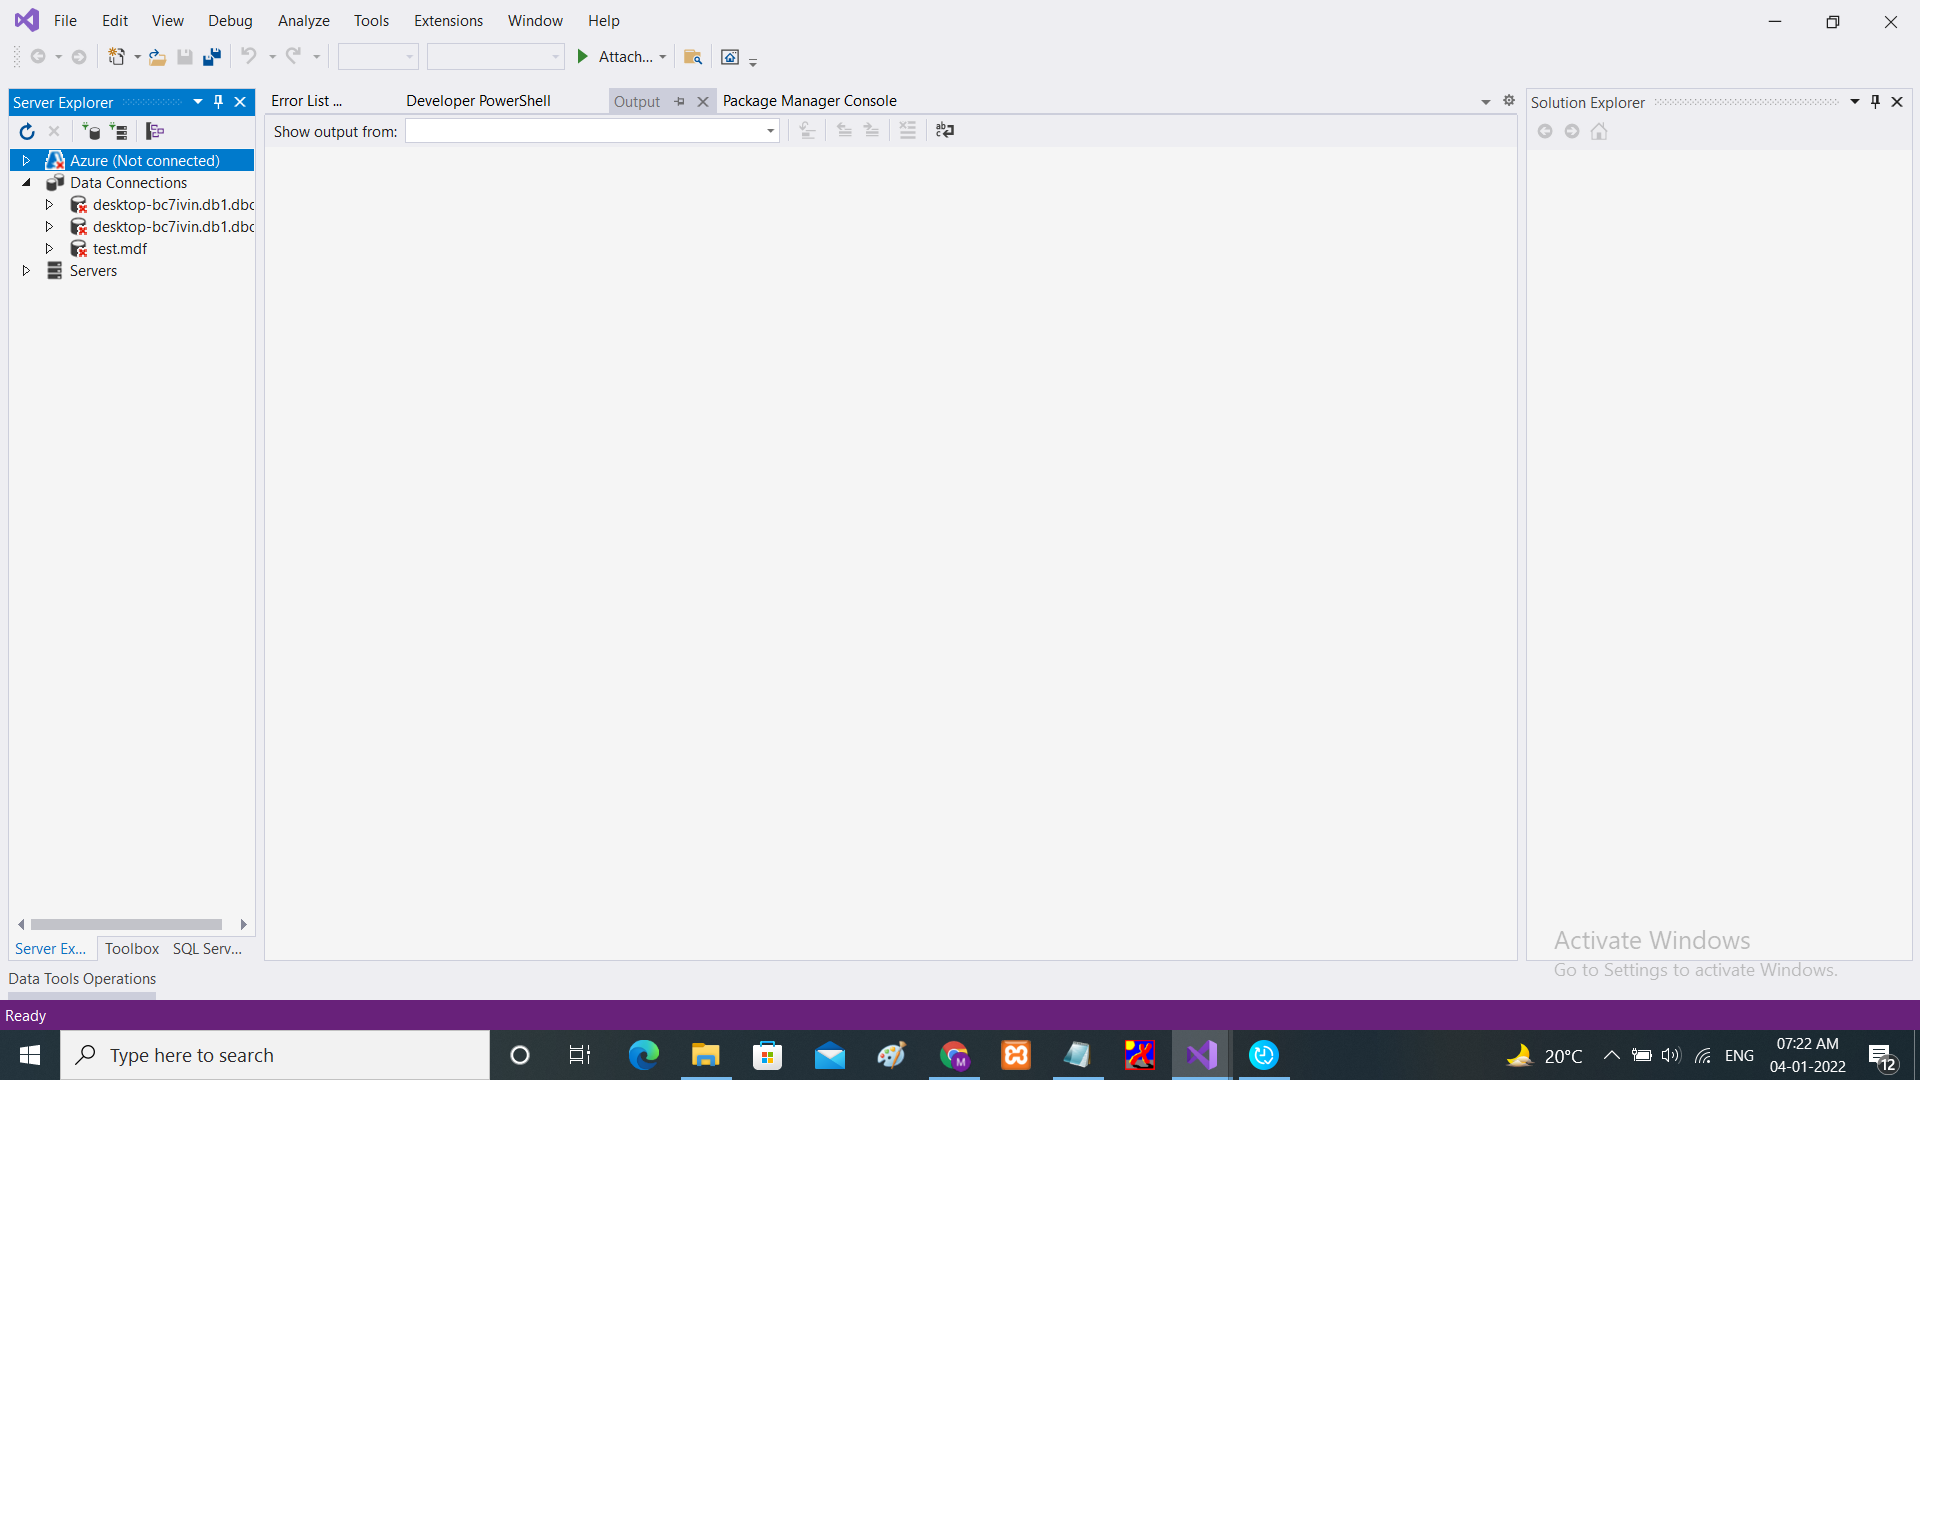 File Edit View Debug Analyze Tools Extensions Window Help
Attach...
Server Explorer
Azure (Not connected)
Data Connections
desktop-bc7ivin.db1.dbo
desktop-bc7ivin.db1.dbo
test.mdf
Servers
Server Ex... Toolbox SQL Serv...
Error List ... Developer PowerShell Output Package Manager Console
Show output from:
ab
c
Solution Explorer
Activate Windows
Go to Settings to activate Windows.
Data Tools Operations
Ready
Type here to search
M
20°C
ENG
07:22 AM
04-01-2022
12